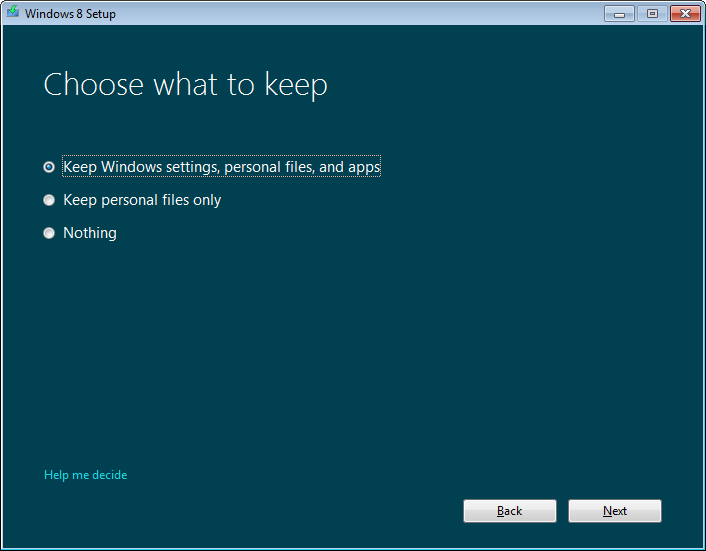 Windows 8 Setup
Choose what to keep
Keep Windows settings, personal files, and apps
Keep personal files only
Nothing
Help me decide
Back
Next